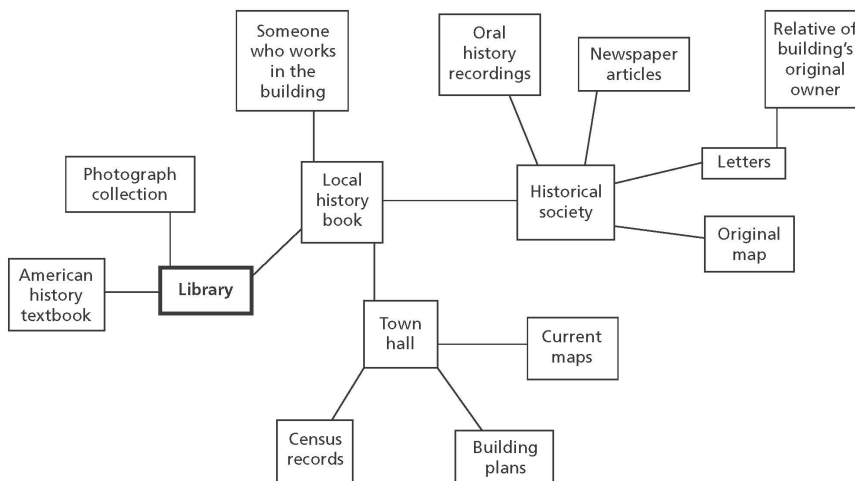 Someone
who works
in the
building
Oral
history
recordings
Newspaper
articles
Relative of
building's
original
owner
Photograph
collection
Local
history
book
Historical
society
Letters
American
history
textbook
Library
Original
map
Town
hall
Current
maps
Census
records
Building
plans